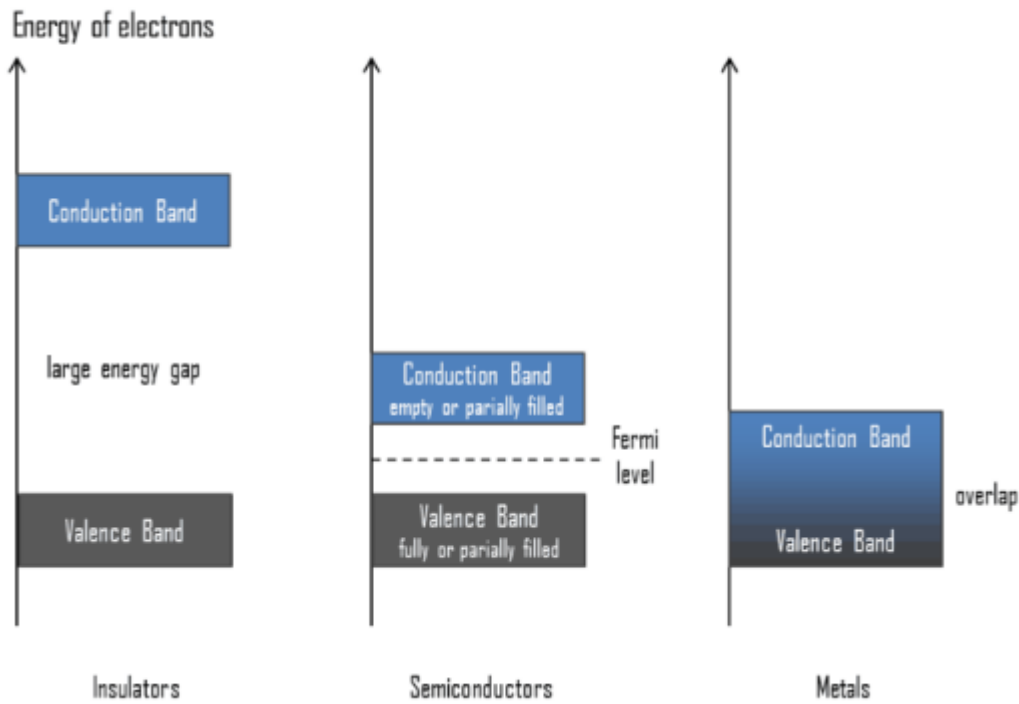 Energy of electrons
Conduction Band
large energy gap
Valence Band
Insulators
Conduction Band
empty or parially filled
Fermi
level
Valence Band
fully or parially filled
Semiconductors
Conduction Band
Valence Band
overlap
Metals